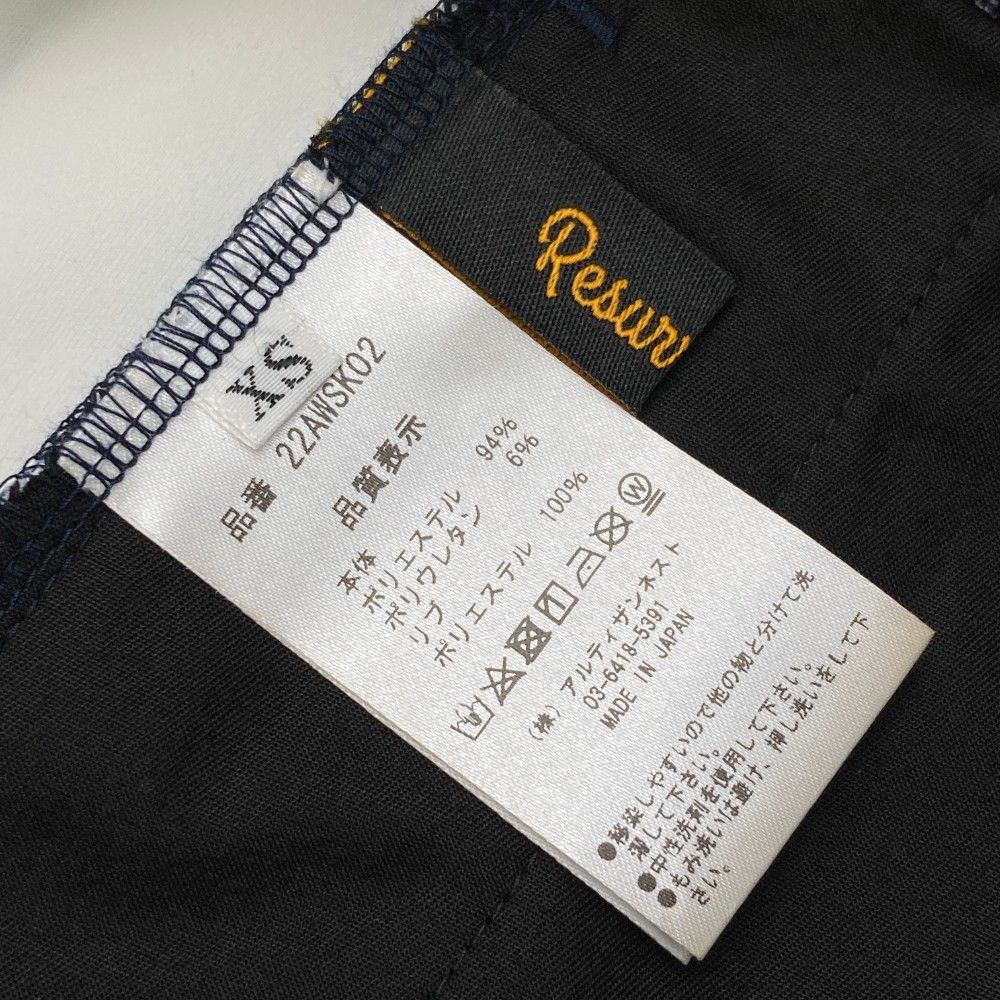 Resurr
XS
品番 22AWSK02
品質表示
本体
ポリエステル 94%
ポリウレタン 6%
リブ
ポリエステル 100%
(株) アルティザンネスト
03-6418-5391
MADE IN JAPAN
●移染しやすいので他の物と分けて洗
濯して下さい。
●中性洗剤を使用して下さい。
●もみ洗いは避け、押し洗いをして下
さい。